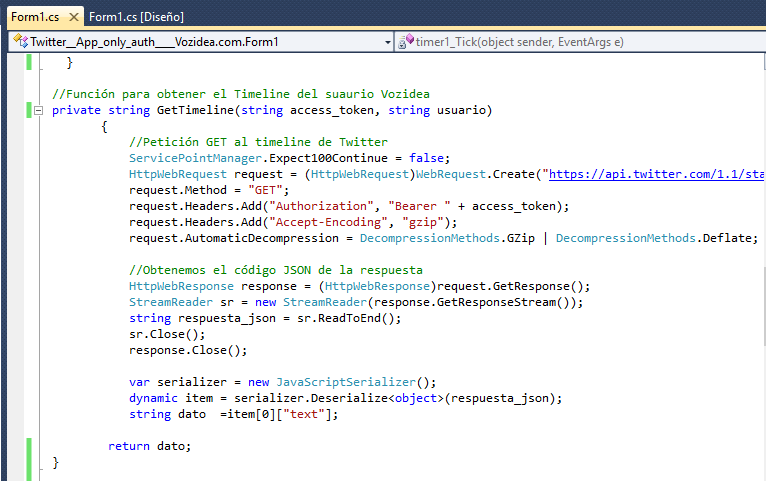 Form1.cs Form1.cs [Diseño]
Twitter__App_only_auth____Vozidea.com.Form1 timer1_Tick(object sender, EventArgs e)
}
//Función para obtener el Timeline del suaurio Vozidea
private string GetTimeline(string access_token, string usuario)
{
//Petición GET al timeline de Twitter
ServicePointManager.Expect100Continue = false;
HttpWebRequest request = (HttpWebRequest)WebRequest.Create("https://api.twitter.com/1.1/sta
request.Method = "GET";
request.Headers.Add("Authorization", "Bearer " + access_token);
request.Headers.Add("Accept-Encoding", "gzip");
request.AutomaticDecompression = DecompressionMethods.GZip | DecompressionMethods.Deflate;
//Obtenemos el código JSON de la respuesta
HttpWebResponse response = (HttpWebResponse)request.GetResponse();
StreamReader sr = new StreamReader(response.GetResponseStream());
string respuesta_json = sr.ReadToEnd();
sr.Close();
response.Close();
var serializer = new JavaScriptSerializer();
dynamic item = serializer.Deserialize<object>(respuesta_json);
string dato  =item[0]["text"];
return dato;
}